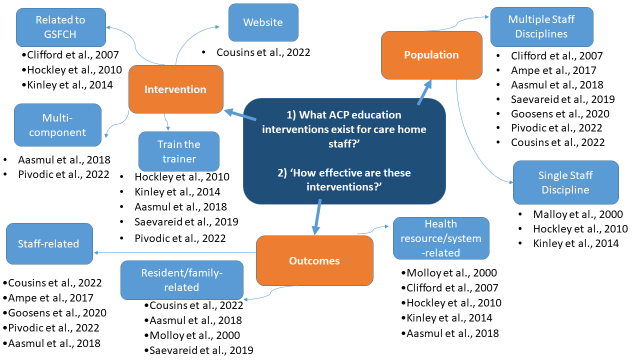 Related to
GSFCH
Clifford et al., 2007
Hockley et al., 2010
Kinley et al., 2014
Website
Cousins et al., 2022
Intervention
Multi-
component
Aasmul et al., 2018
Pivodic et al., 2022
Train the
trainer
Hockley et al., 2010
Kinley et al., 2014
Aasmul et al., 2018
Saevareid et al., 2019
Pivodic et al., 2022
1) What ACP education
interventions exist for care home
staff?’
2) ‘How effective are these
interventions?’
Population
Multiple Staff
Disciplines
Clifford et al., 2007
Ampe et al., 2017
Aasmul et al., 2018
Saevareid et al., 2019
Goosens et al., 2020
Pivodic et al., 2022
Cousins et al., 2022
Single Staff
Discipline
Malloy et al., 2000
Hockley et al., 2010
Kinley et al., 2014
Outcomes
Staff-related
Cousins et al., 2022
Ampe et al., 2017
Goosens et al., 2020
Pivodic et al., 2022
Aasmul et al., 2018
Resident/family-
related
Cousins et al., 2022
Aasmul et al., 2018
Molloy et al., 2000
Saevareid et al., 2019
Health
resource/system
-related
Molloy et al., 2000
Clifford et al., 2007
Hockley et al., 2010
Kinley et al., 2014
Aasmul et al., 2018